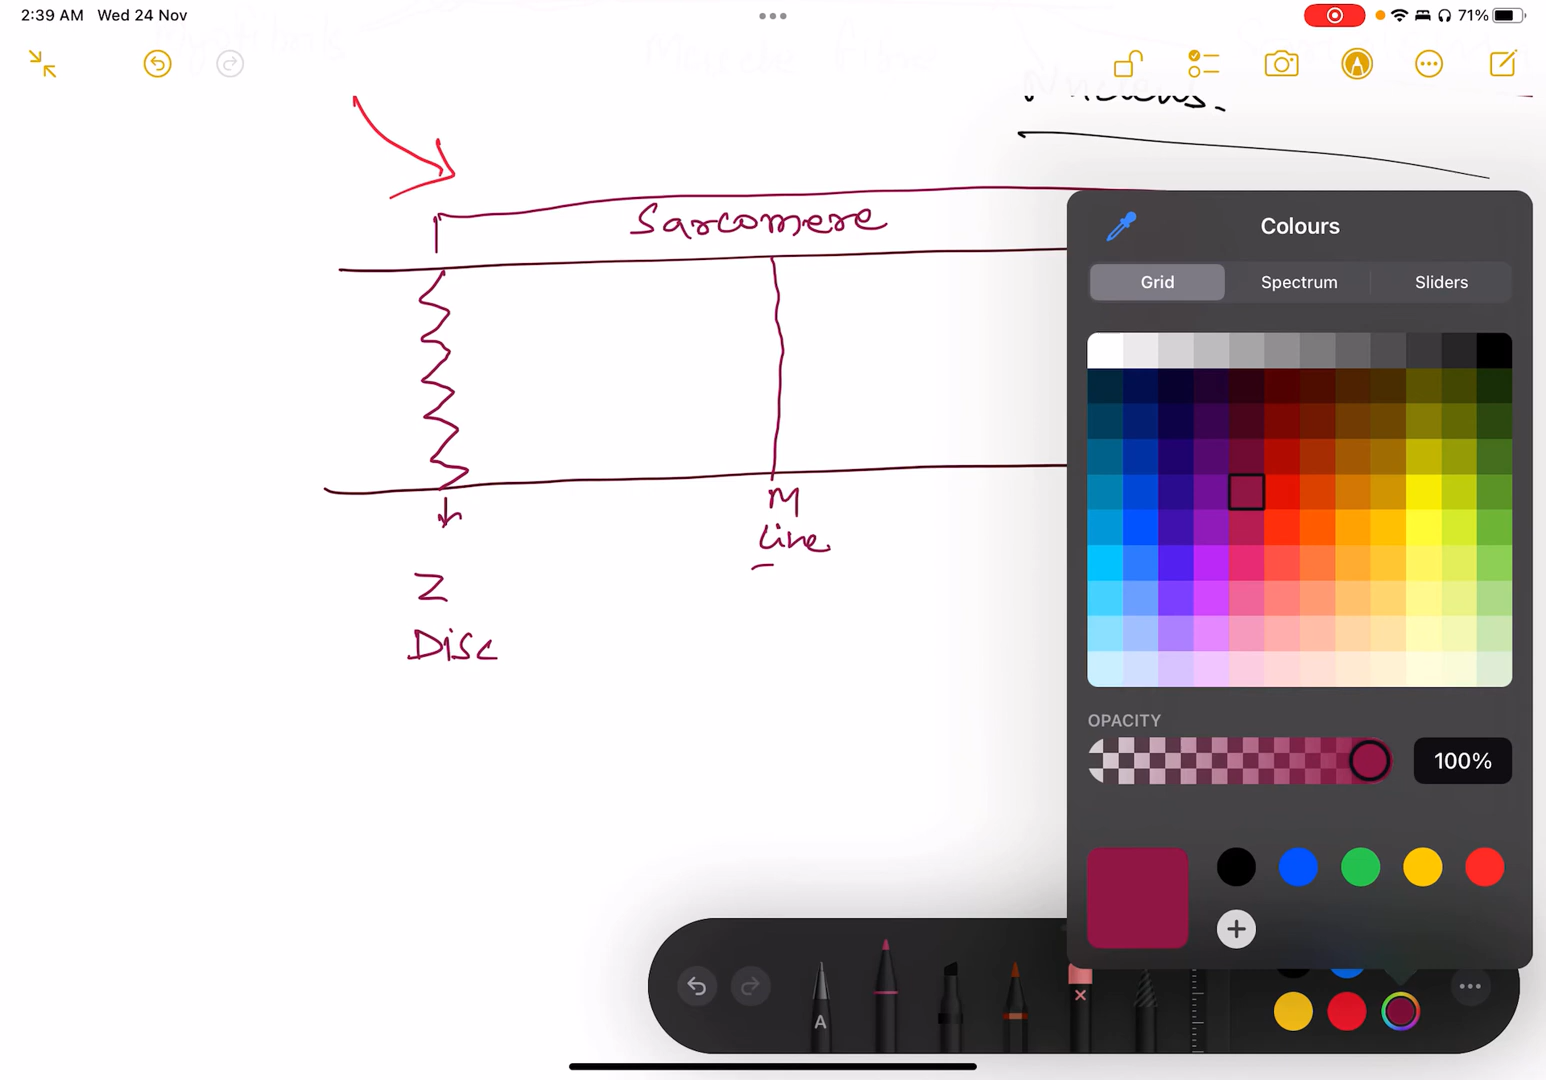 2:39 AM Wed 24 Nov
71%
Sarcomere
M
Line
Z
Disc
Colours
Grid
Spectrum
Sliders
OPACITY
100%
A